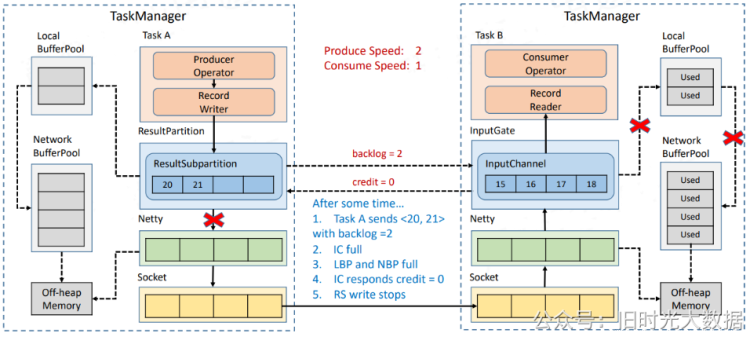 TaskManager
Local
BufferPool
Task A
Producer
Operator
Record
Writer
ResultPartition
Network
BufferPool
ResultSubpartition
20 21
Netty
Socket
Off-heap
Memory
Produce Speed: 2
Consume Speed: 1
backlog = 2
credit = 0
After some time...
1. Task A sends <20, 21>
with backlog =2
2. IC full
3. LBP and NBP full
4. IC responds credit = 0
5. RS write stops
TaskManager
Task B
Consumer
Operator
Record
Reader
InputGate
InputChannel
15 16 17 18
Netty
Socket
Local
BufferPool
Used
Used
Network
BufferPool
Used
Used
Used
Used
Off-heap
Memory
公众号：旧时光大数据